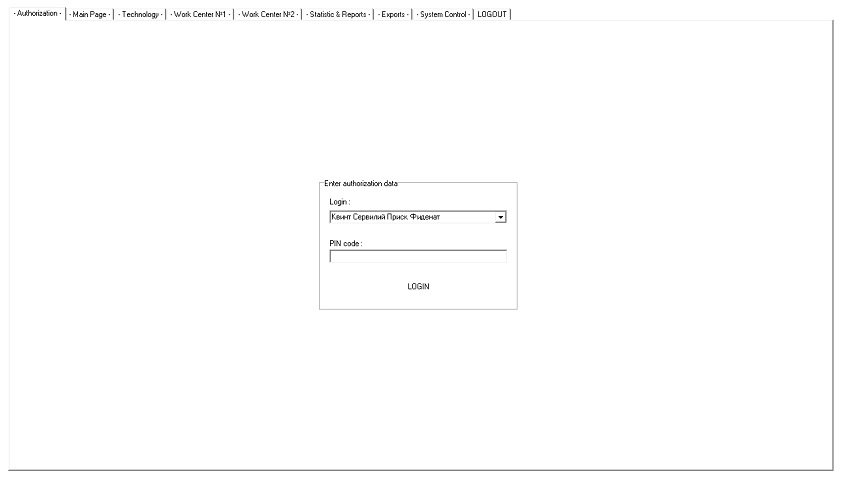 · Authorization · · Main Page · · Technology · · Work Center №1 · · Work Center №2 · · Statistic & Reports · · Exports · · System Control · LOGOUT
Enter authorization data
Login :
Квинт Сервилий Приск Фиденат
PIN code :
LOGIN